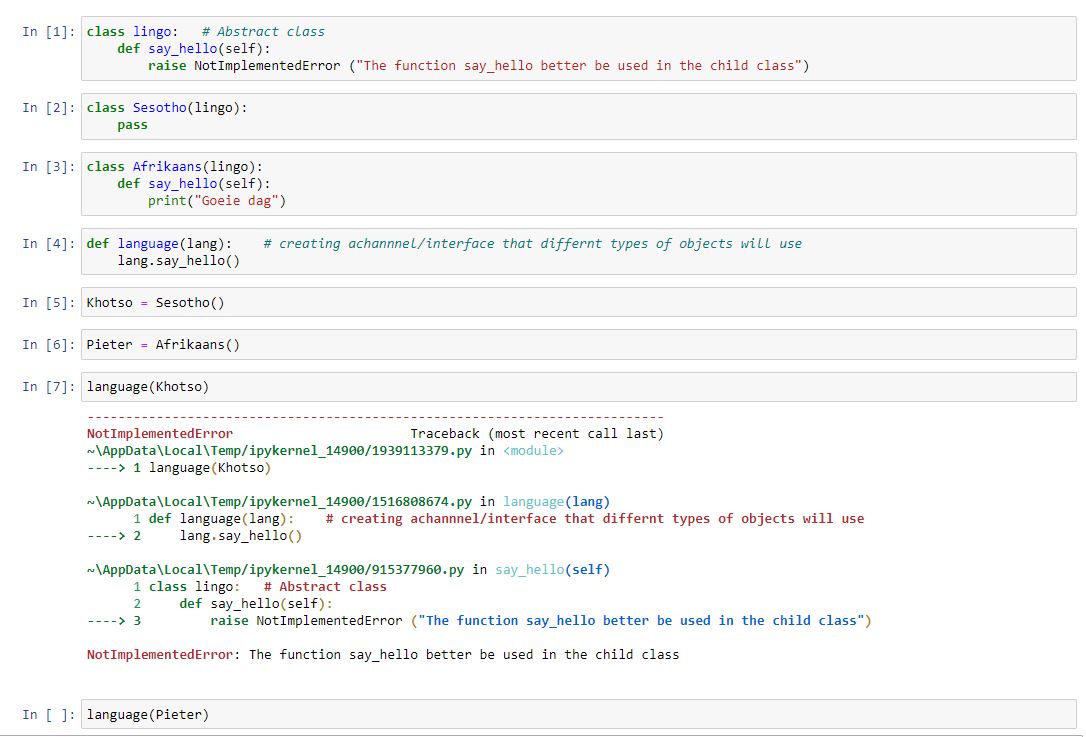 In [1]: class lingo:   # Abstract class
    def say_hello(self):
        raise NotImplementedError ("The function say_hello better be used in the child class")
In [2]: class Sesotho(lingo):
    pass
In [3]: class Afrikaans(lingo):
    def say_hello(self):
        print("Goeie dag")
In [4]: def language(lang):    # creating achannnel/interface that differnt types of objects will use
    lang.say_hello()
In [5]: Khotso = Sesotho()
In [6]: Pieter = Afrikaans()
In [7]: language(Khotso)
---------------------------------------------------------------------------
NotImplementedError                       Traceback (most recent call last)
~\AppData\Local\Temp/ipykernel_14900/1939113379.py in <module>
----> 1 language(Khotso)
~\AppData\Local\Temp/ipykernel_14900/1516808674.py in language(lang)
      1 def language(lang):    # creating achannnel/interface that differnt types of objects will use
----> 2     lang.say_hello()
~\AppData\Local\Temp/ipykernel_14900/915377960.py in say_hello(self)
      1 class lingo:   # Abstract class
      2     def say_hello(self):
----> 3         raise NotImplementedError ("The function say_hello better be used in the child class")
NotImplementedError: The function say_hello better be used in the child class
In [ ]: language(Pieter)